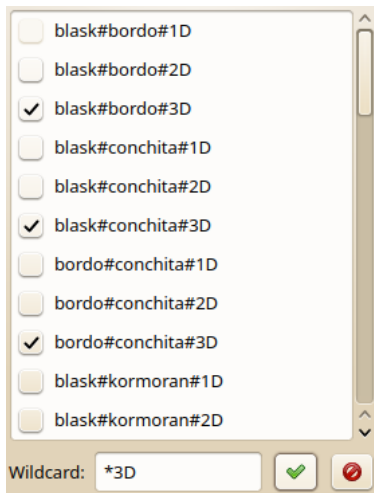 blask#bordo#1D
blask#bordo#2D
blask#bordo#3D
blask#conchita#1D
blask#conchita#2D
blask#conchita#3D
bordo#conchita#1D
bordo#conchita#2D
bordo#conchita#3D
blask#kormoran#1D
blask#kormoran#2D
Wildcard: *3D